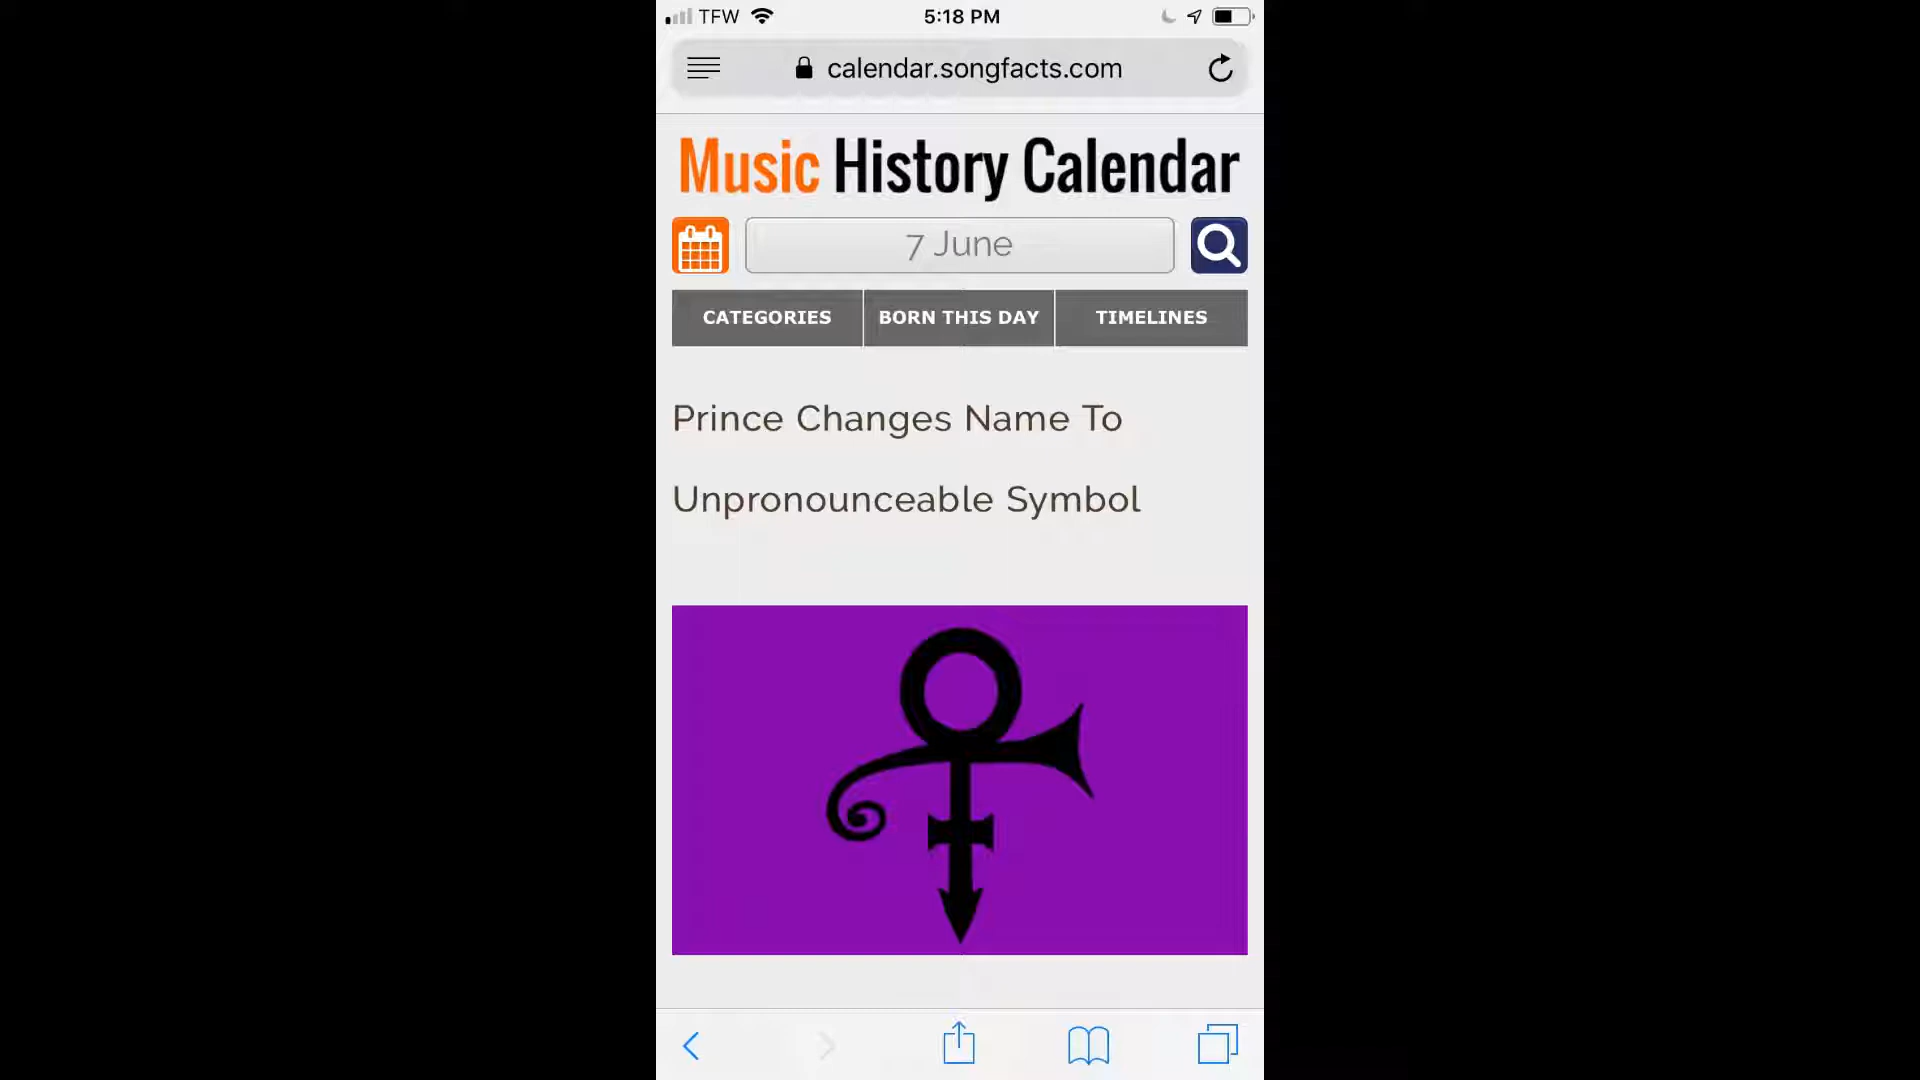 TFW 5:18 PM
calendar.songfacts.com
Music History Calendar
7 June
CATEGORIES BORN THIS DAY TIMELINES
Prince Changes Name To
Unpronounceable Symbol